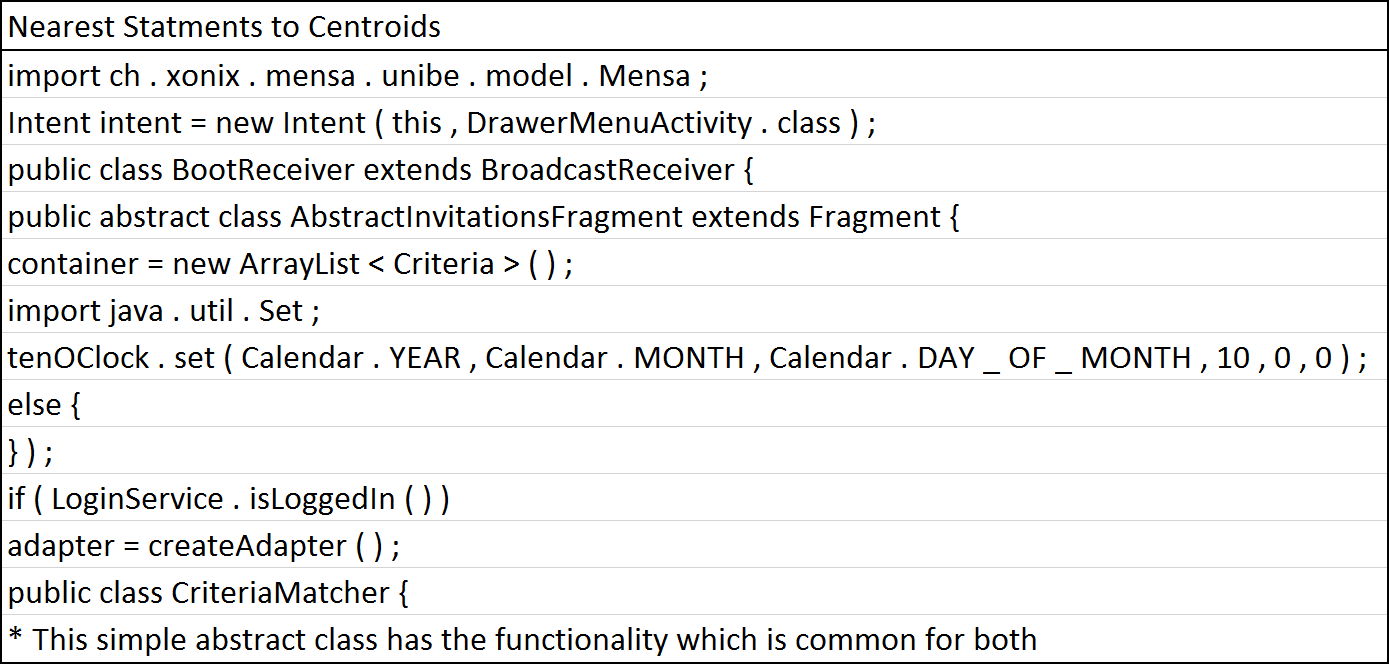 Nearest Statments to Centroids
import ch . xonix . mensa . unibe . model . Mensa ;
Intent intent = new Intent ( this , DrawerMenuActivity . class ) ;
public class BootReceiver extends BroadcastReceiver {
public abstract class AbstractInvitationsFragment extends Fragment {
container = new ArrayList < Criteria > ( ) ;
import java . util . Set ;
tenOClock . set ( Calendar . YEAR , Calendar . MONTH , Calendar . DAY _ OF _ MONTH , 10 , 0 , 0 ) ;
else {
} ) ;
if ( LoginService . isLoggedIn ( ) )
adapter = createAdapter ( ) ;
public class CriteriaMatcher {
* This simple abstract class has the functionality which is common for both